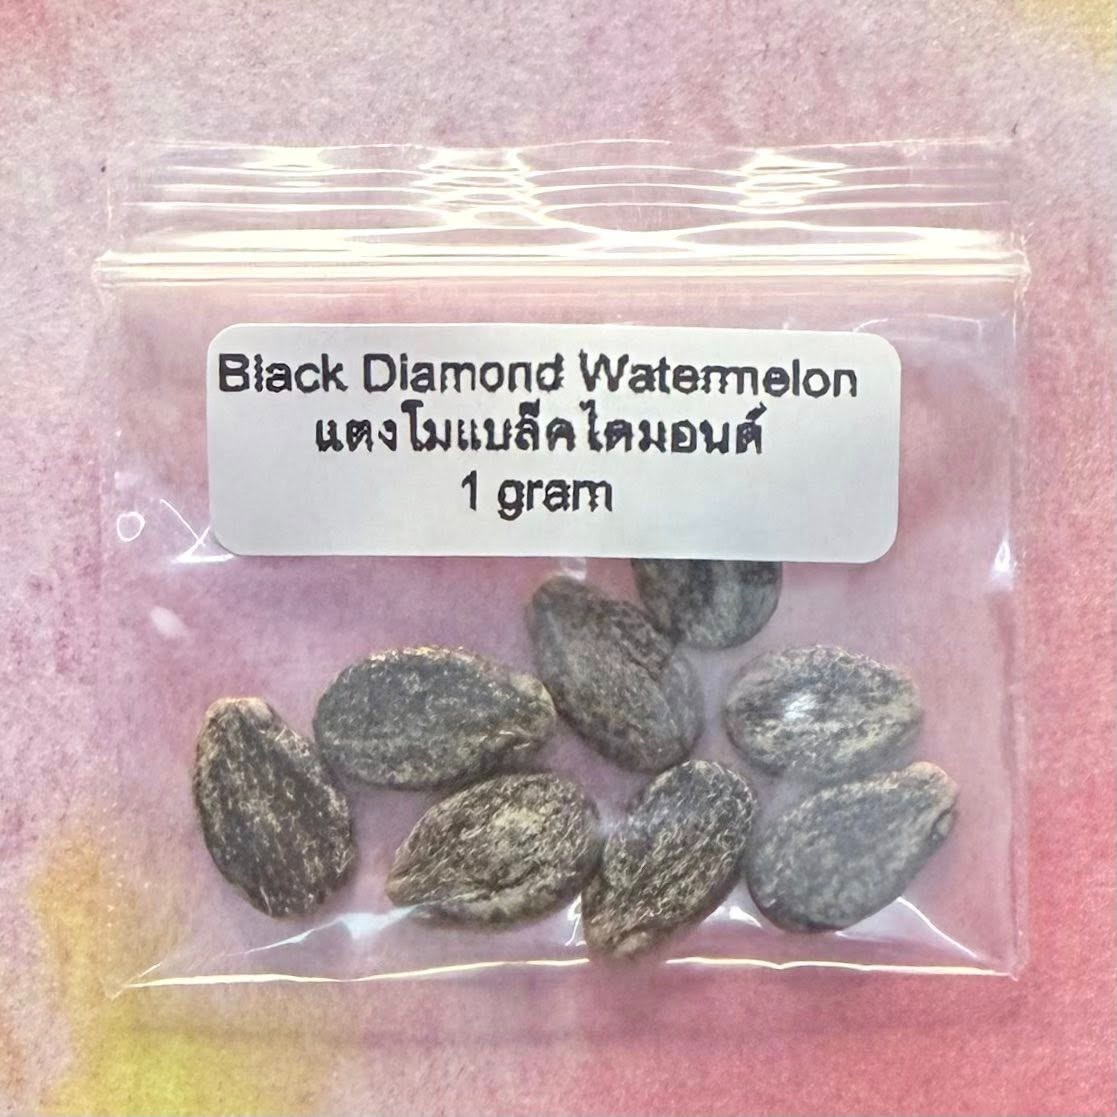 Black Diamond Watermelon
แตงโมแบล็คไดมอนด์
1 gram